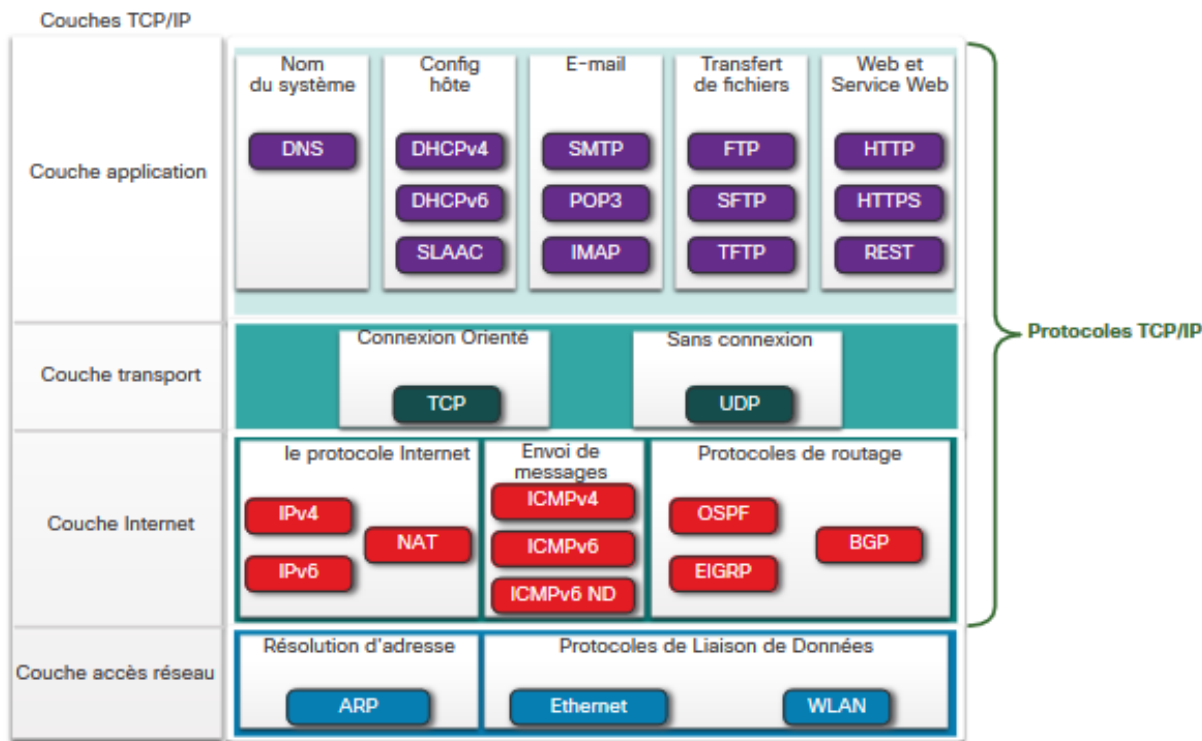 Couches TCP/IP
Couche application
Nom
du système
DNS
Config
hôte
DHCPv4
DHCPv6
SLAAC
E-mail
SMTP
POP3
IMAP
Transfert
de fichiers
FTP
SFTP
TFTP
Web et
Service Web
HTTP
HTTPS
REST
Protocoles TCP/IP
Couche transport
Connexion Orienté
TCP
Sans connexion
UDP
Couche Internet
le protocole Internet
IPv4
NAT
IPv6
Envoi de
messages
ICMPv4
ICMPv6
ICMPv6 ND
Protocoles de routage
OSPF
BGP
EIGRP
Couche accès réseau
Résolution d'adresse
ARP
Protocoles de Liaison de Données
Ethernet
WLAN